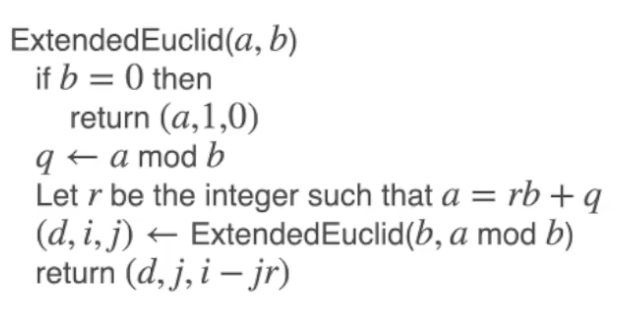 ExtendedEuclid(a, b)
if b = 0 then
return (a,1,0)
q ← a mod b
Let r be the integer such that a = rb + q
(d, i, j) ← ExtendedEuclid(b, a mod b)
return (d, j, i – jr)